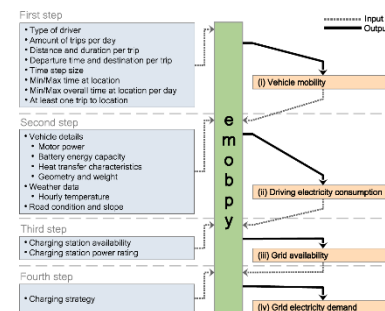 First step
Input
Output
• Type of driver
• Amount of trips per day
• Distance and duration per trip
• Departure time and destination per trip
• Time step size
• Min/Max time at location
• Min/Max overall time at location per day
• At least one trip to location
(i) Vehicle mobility
emobpy
Second step
• Vehicle details
• Motor power
• Battery energy capacity
• Heat transfer characteristics
• Geometry and weight
• Weather data
• Hourly temperature
• Road condition and slope
(ii) Driving electricity consumption
Third step
• Charging station availability
• Charging station power rating
(iii) Grid availability
Fourth step
• Charging strategy
(iv) Grid electricity demand